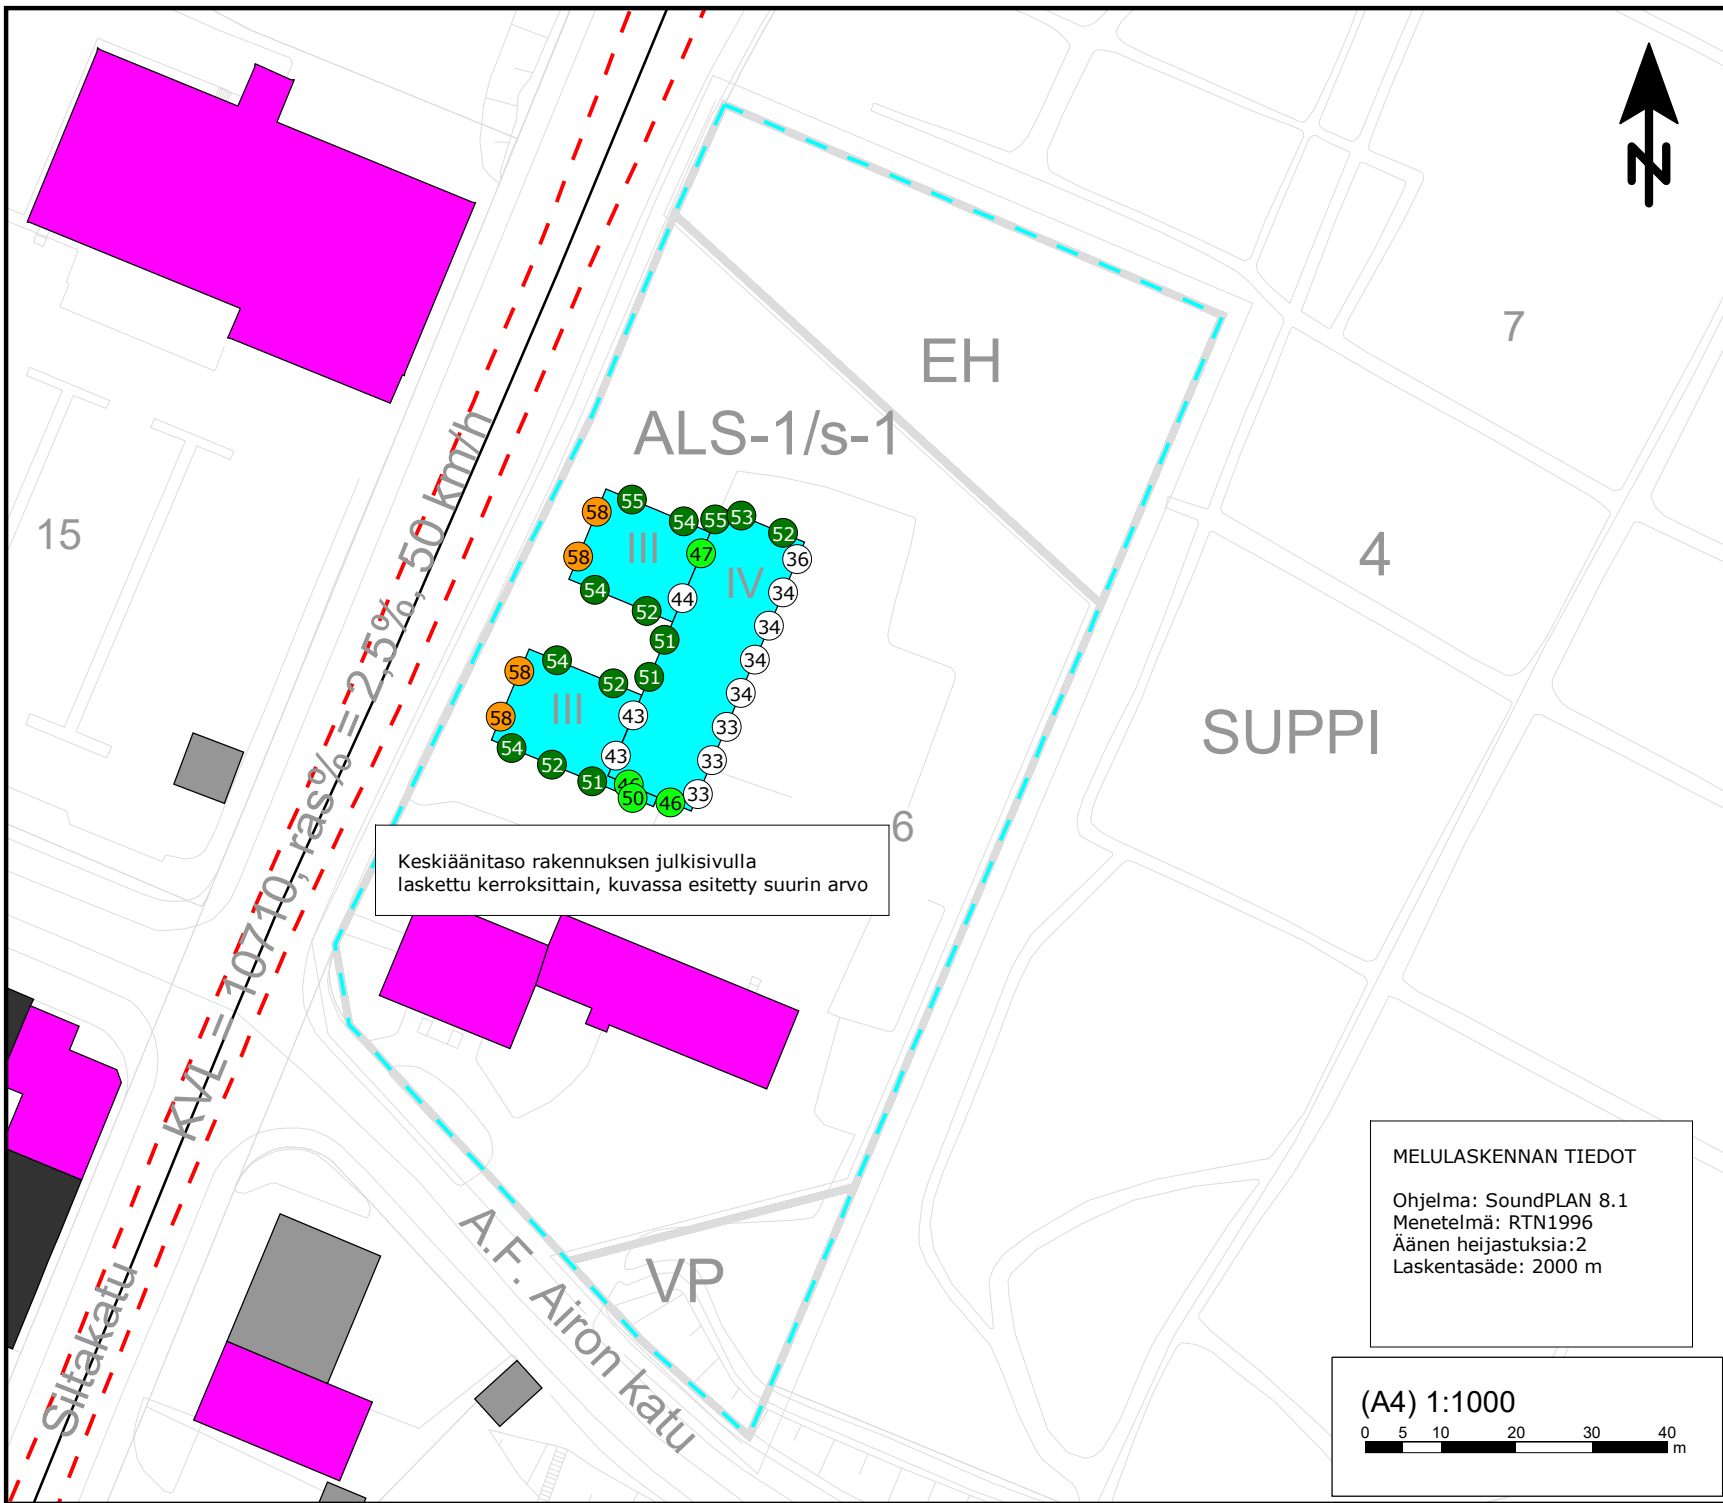 N
EH
7
ALS-1/s-1
15
4
55
58
54
55
53
52
III
47
36
58
IV
34
54
44
52
34
51
54
34
58
52
51
34
III
43
58
33
54
43
33
52
51
46
50
46
33
SUPPI
6
KVL = 10710, ras% = 2,5%, 50 km/h
Keskiäänitaso rakennuksen julkisivulla
laskettu kerroksittain, kuvassa esitetty suurin arvo
MELULASKENNAN TIEDOT
Ohjelma: SoundPLAN 8.1
Menetelmä: RTN1996
Äänen heijastuksia:2
Laskentasäde: 2000 m
VP
A.F. Airon katu
Siltakatu
(A4) 1:1000
0 5 10 20 30 40
m